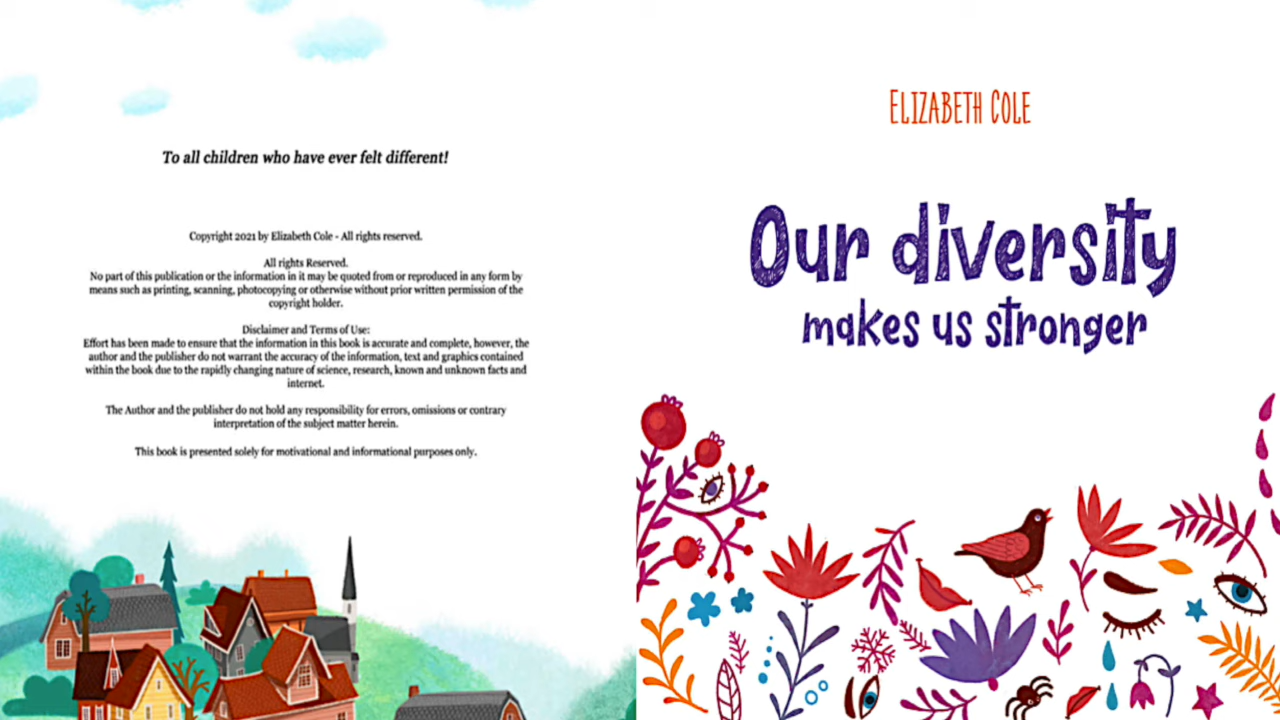 To all children who have ever felt different!
Copyright 2021 by Elizabeth Cole - All rights reserved.
All rights Reserved.
No part of this publication or the information in it may be quoted from or reproduced in any form by
means such as printing, scanning, photocopying or otherwise without prior written permission of the
copyright holder.
Disclaimer and Terms of Use:
Effort has been made to ensure that the information in this book is accurate and complete, however, the
author and the publisher do not warrant the accuracy of the information, text and graphics contained
within the book due to the rapidly changing nature of science, research, known and unknown facts and
internet.
The Author and the publisher do not hold any responsibility for errors, omissions or contrary
interpretation of the subject matter herein.
This book is presented solely for motivational and informational purposes only.
ELIZABETH COLE
Our diversity
makes us stronger